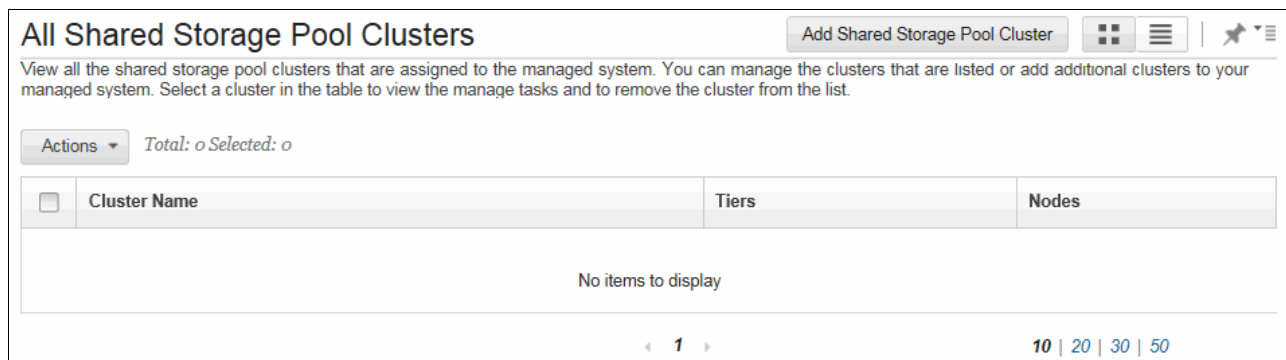 All Shared Storage Pool Clusters
Add Shared Storage Pool Cluster
View all the shared storage pool clusters that are assigned to the managed system. You can manage the clusters that are listed or add additional clusters to your
managed system. Select a cluster in the table to view the manage tasks and to remove the cluster from the list.
Actions Total: 0 Selected: 0
Cluster Name Tiers Nodes
No items to display
1 10 | 20 | 30 | 50